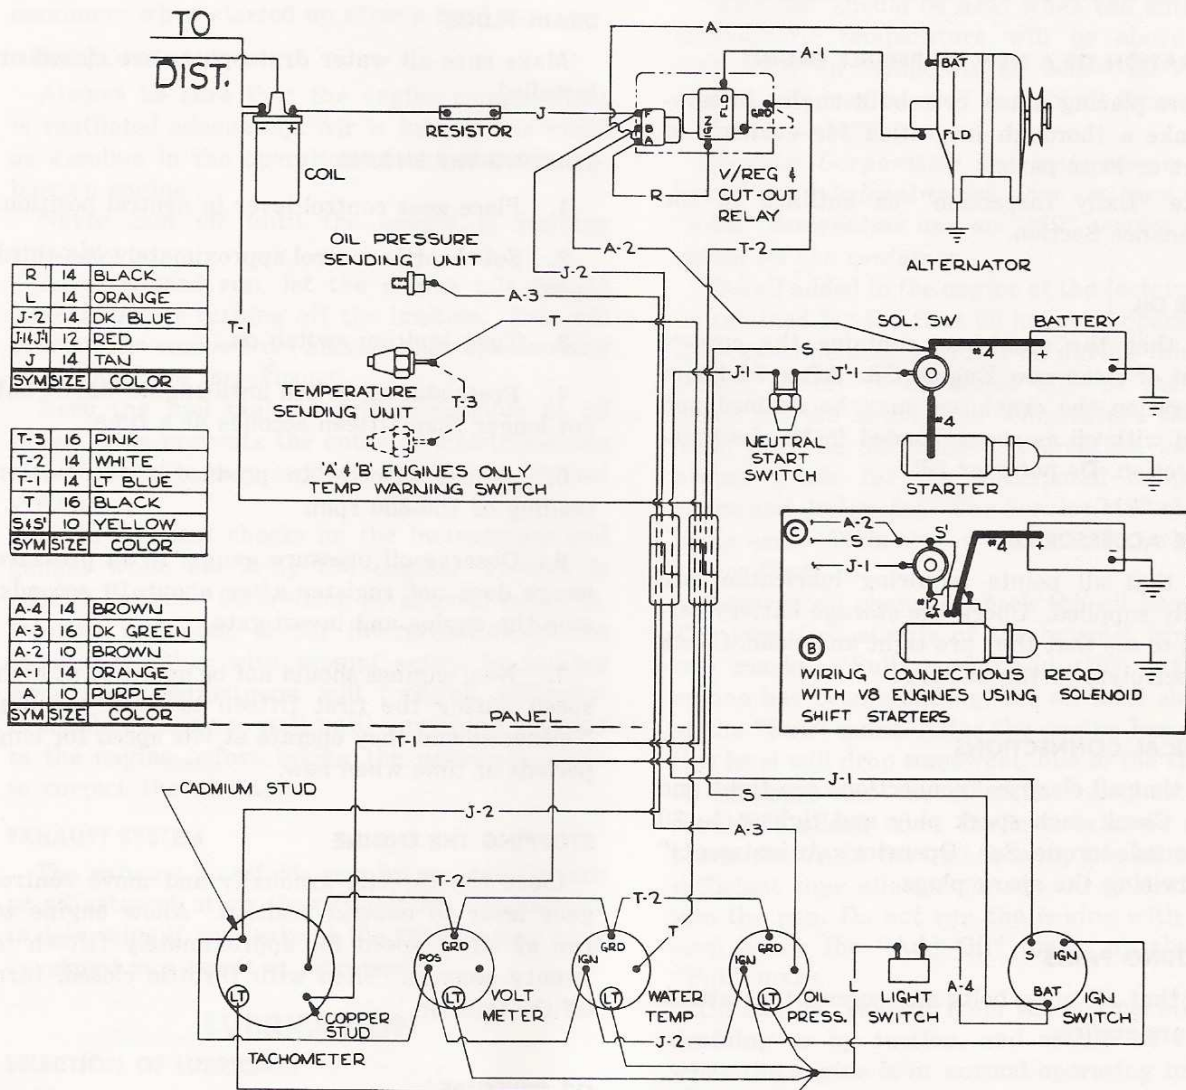 TO
DIST.
COIL
+
RESISTOR
J
F
B
A
FLD
IGN
GRD
V/REG &
CUT-OUT
RELAY
A
A-1
BAT
FLD
ALTERNATOR
R
A-2
T-2
J-2
OIL PRESSURE
SENDING UNIT
A-3
T
T-3
T-1
TEMPERATURE
SENDING UNIT
'A' & 'B' ENGINES ONLY
TEMP WARNING SWITCH
R 14 BLACK
L 14 ORANGE
J-2 14 DK BLUE
J-1&J'-1 12 RED
J 14 TAN
SYM SIZE COLOR
T-3 16 PINK
T-2 14 WHITE
T-1 14 LT BLUE
T 16 BLACK
S&S' 10 YELLOW
SYM SIZE COLOR
A-4 14 BROWN
A-3 16 DK GREEN
A-2 10 BROWN
A-1 14 ORANGE
A 10 PURPLE
SYM SIZE COLOR
SOL. SW
BATTERY
S
#4
+
J-1
J'-1
#4
NEUTRAL
START
SWITCH
STARTER
C
A-2
S
S'
J-1
#4
+
-
B
WIRING CONNECTIONS REQD
WITH V8 ENGINES USING SOLENOID
SHIFT STARTERS
PANEL
T-1
J-2
T-2
S
J-1
A-3
CADMIUM STUD
LT
COPPER
STUD
TACHOMETER
GRD
POS
LT
VOLT
METER
T-2
GRD
IGN
LT
T
WATER
TEMP
J-2
GRD
IGN
LT
OIL
PRESS.
L
LIGHT
SWITCH
A-4
S
IGN
BAT
IGN
SWITCH